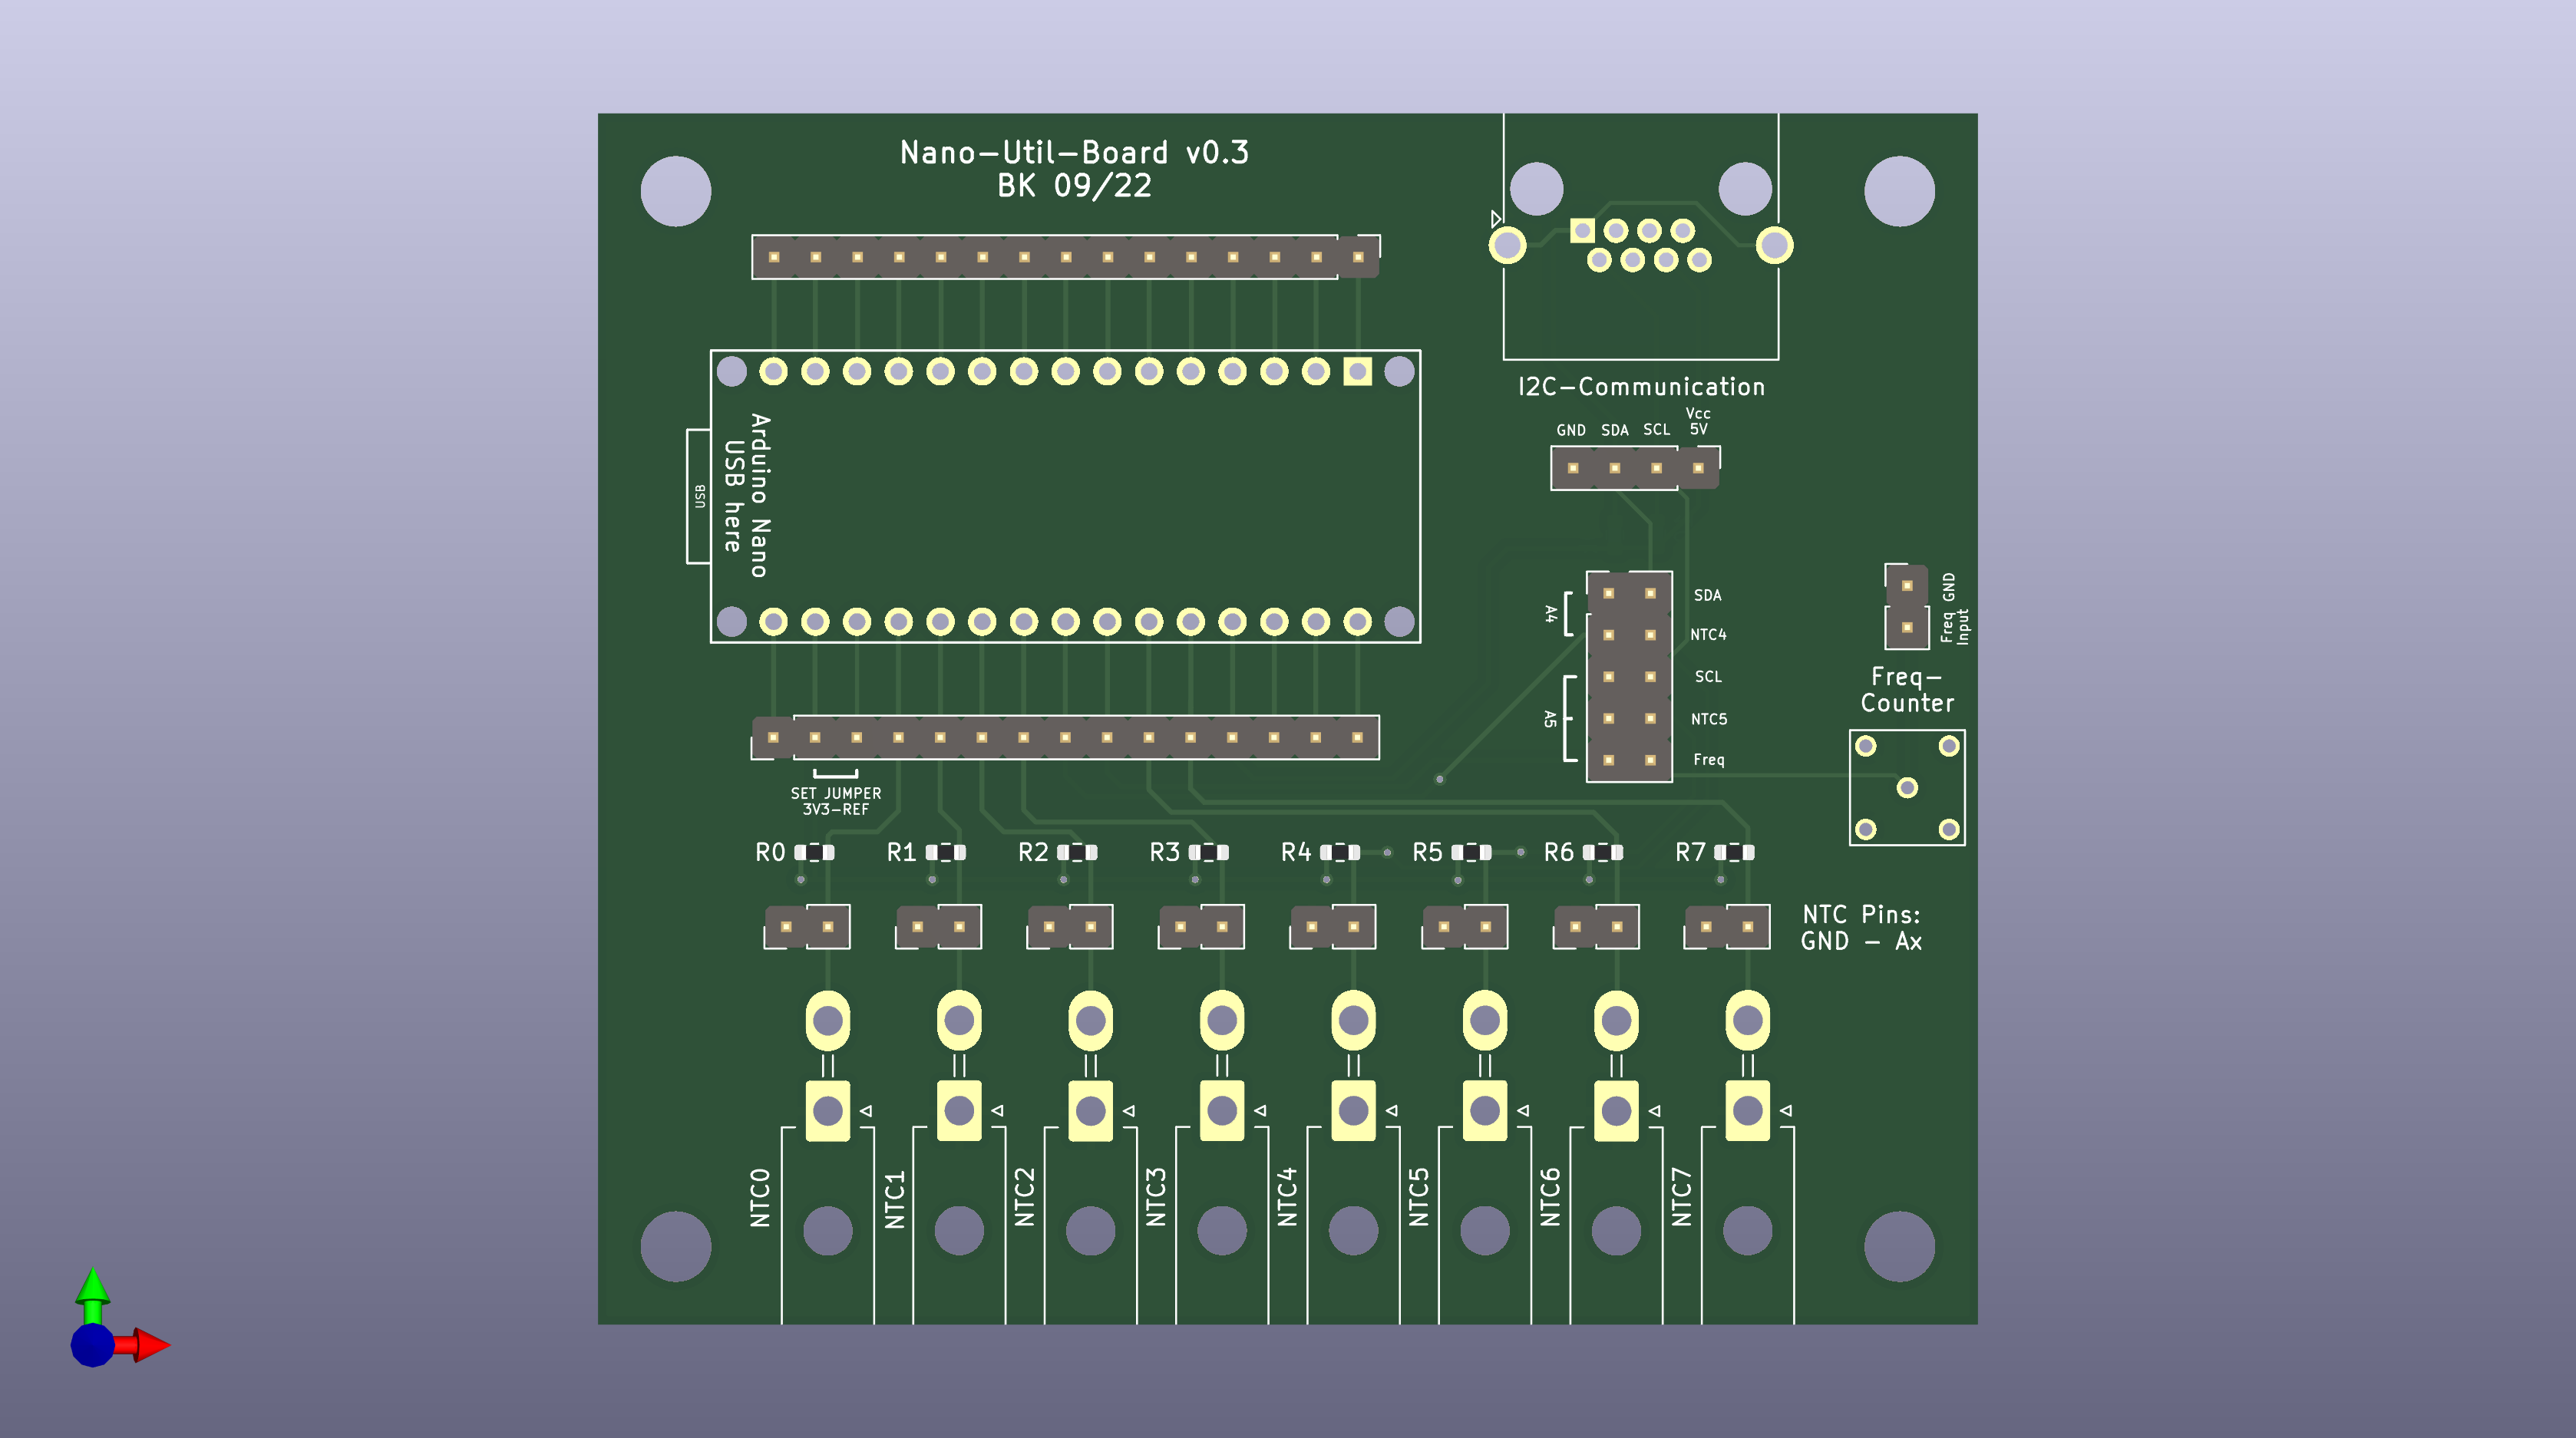 Nano-Util-Board v0.3
BK 09/22
I2C-Communication
GND SDA SCL Vcc
5V
Arduino Nano
USB here
USB
A4
A5
SDA
NTC4
SCL
NTC5
Freq
GND
Freq
Input
Freq-
Counter
SET JUMPER
3V3-REF
R0 R1 R2 R3 R4 R5 R6 R7
NTC Pins:
GND - Ax
NTC0
NTC1
NTC2
NTC3
NTC4
NTC5
NTC6
NTC7